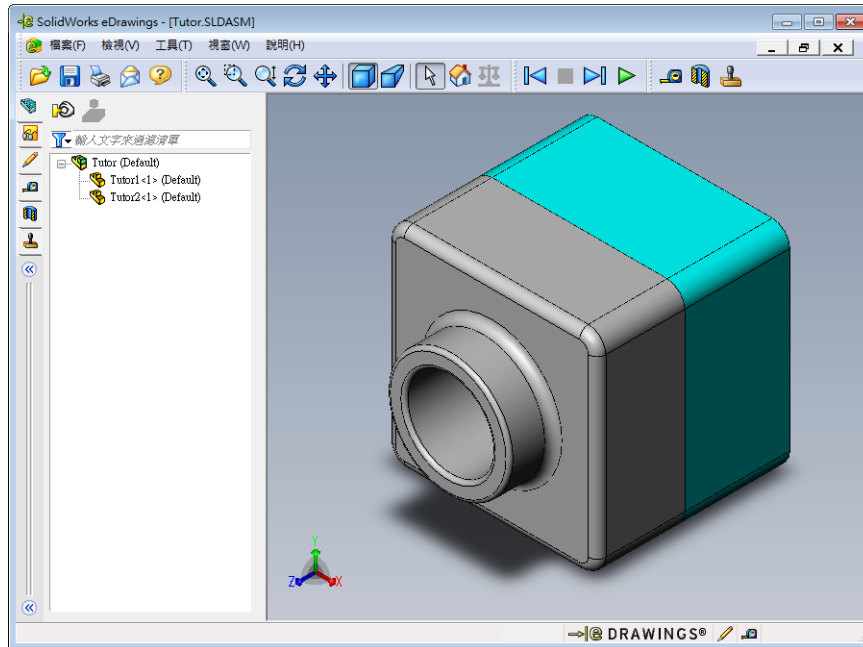 SolidWorks eDrawings - [Tutor.SLDASM]
檔案(F) 檢視(V) 工具(T) 視窗(W) 說明(H)
輸入文字來過濾清單
Tutor (Default)
Tutor1<1> (Default)
Tutor2<1> (Default)
Y
Z X
e DRAWINGS®